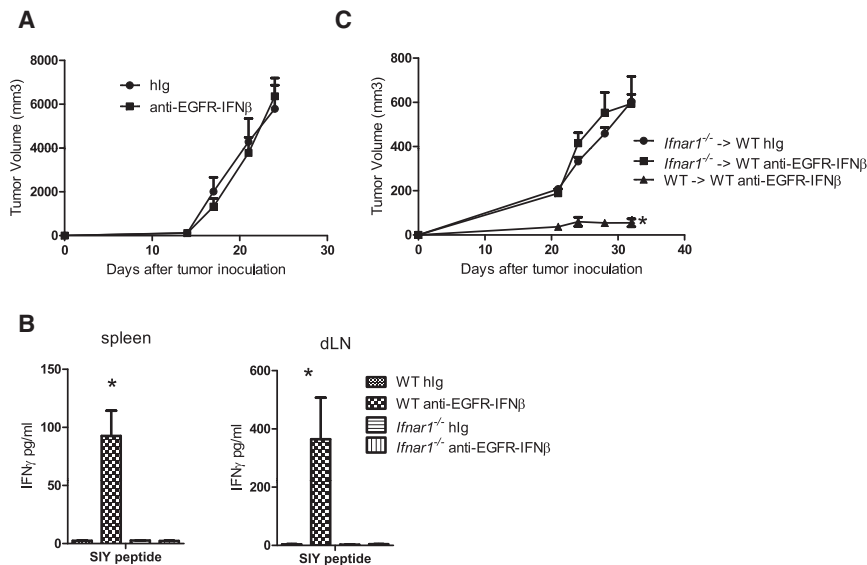 A
Tumor Volume (mm3)
8000
6000
4000
2000
0
0 10 20 30
Days after tumor inoculation
hIg
anti-EGFR-IFNβ
C
Tumor Volume (mm3)
800
600
400
200
0
0 10 20 30 40
Days after tumor inoculation
*
Ifnar1-/- -> WT hIg
Ifnar1-/- -> WT anti-EGFR-IFNβ
WT -> WT anti-EGFR-IFNβ
B
spleen
IFNγ pg/ml
150
100
50
0
*
SIY peptide
dLN
IFNγ pg/ml
600
400
200
0
*
SIY peptide
WT hIg
WT anti-EGFR-IFNβ
Ifnar1-/- hIg
Ifnar1-/- anti-EGFR-IFNβ